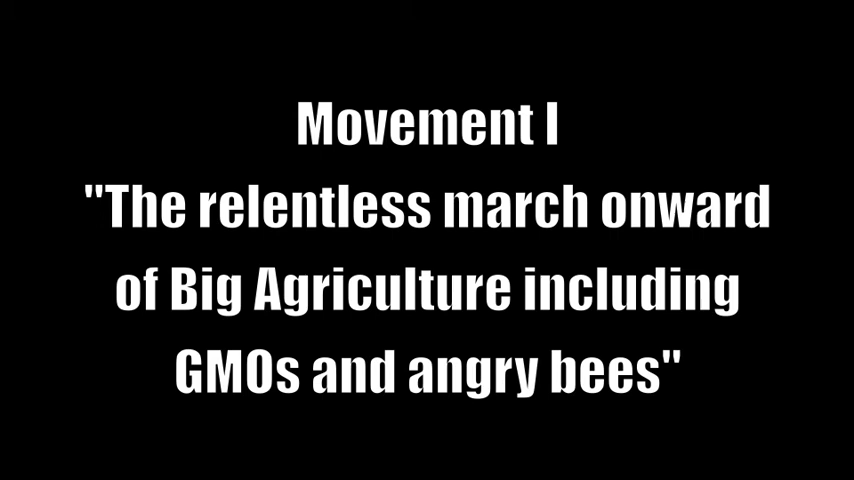 Movement I
"The relentless march onward
of Big Agriculture including
GMOs and angry bees"